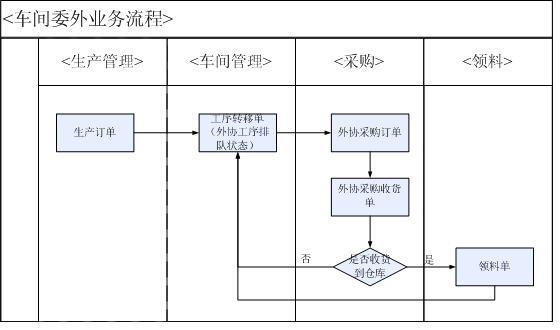 <车间委外业务流程>
<生产管理>
<车间管理>
<采购>
<领料>
生产订单
工序转移单
（外协工序排
队状态）
外协采购订单
外协采购收货
单
是否收货
到仓库
否
是
领料单